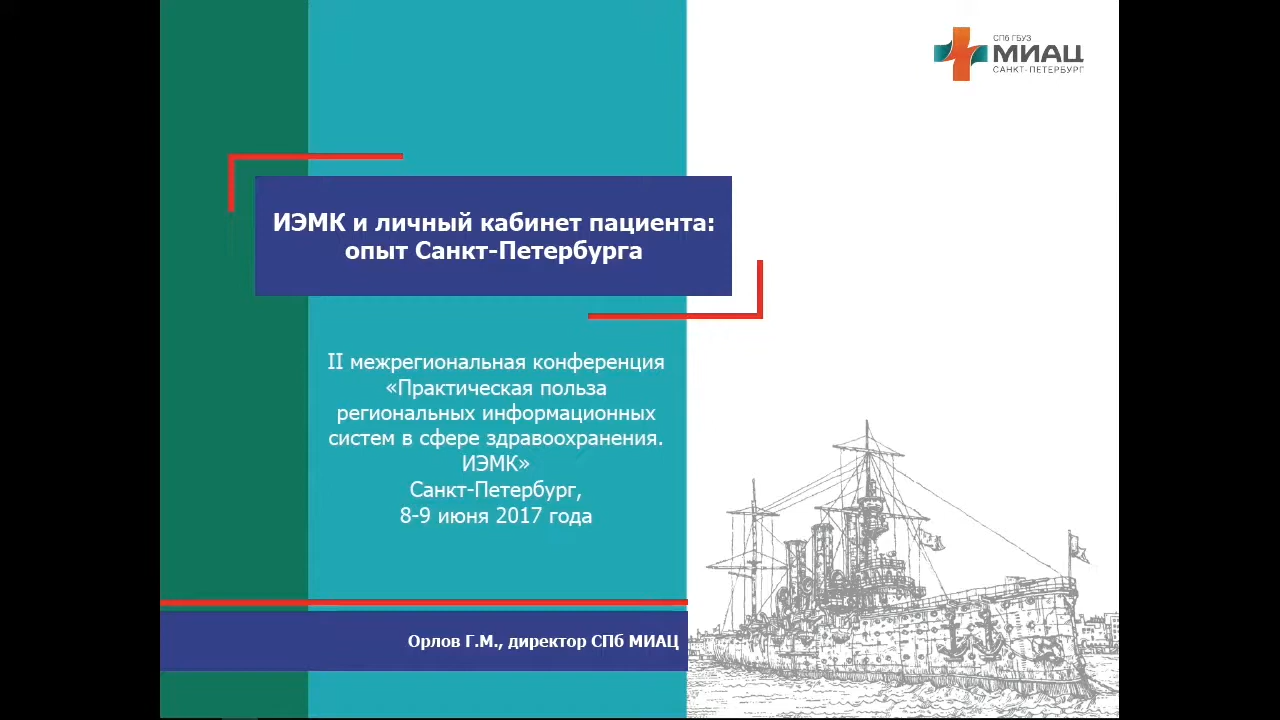 СПб ГБУЗ
МИАЦ
САНКТ-ПЕТЕРБУРГ
ИЭМК и личный кабинет пациента:
опыт Санкт-Петербурга
II межрегиональная конференция
«Практическая польза
региональных информационных
систем в сфере здравоохранения.
ИЭМК»
Санкт-Петербург,
8-9 июня 2017 года
Орлов Г.М., директор СПб МИАЦ